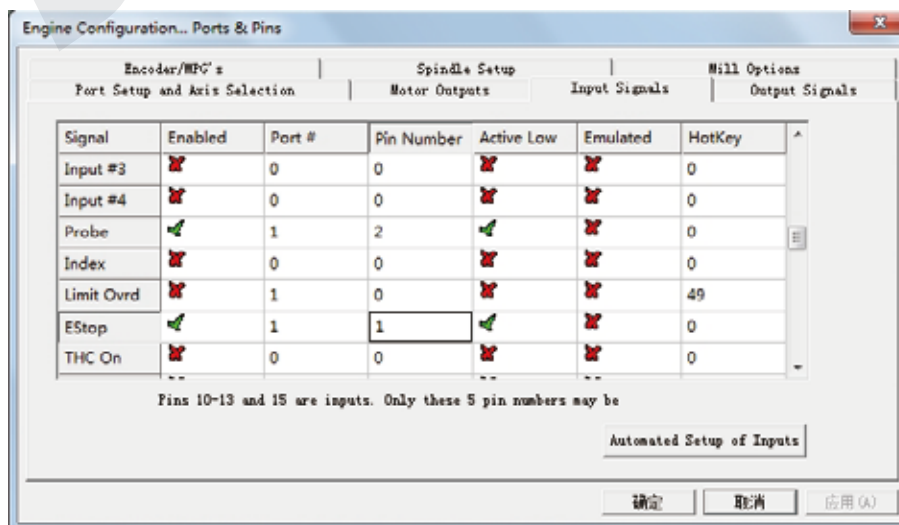 Engine Configuration... Ports & Pins
Encoder/MPG's Spindle Setup Mill Options
Port Setup and Axis Selection Motor Outputs Input Signals Output Signals
Signal Enabled Port # Pin Number Active Low Emulated HotKey
Input #3 0 0 0
Input #4 0 0 0
Probe 1 2 0
Index 0 0 0
Limit Ovrd 1 0 49
EStop 1 1 0
THC On 0 0 0
Pins 10-13 and 15 are inputs. Only these 5 pin numbers may be
Automated Setup of Inputs
确定 取消 应用(A)